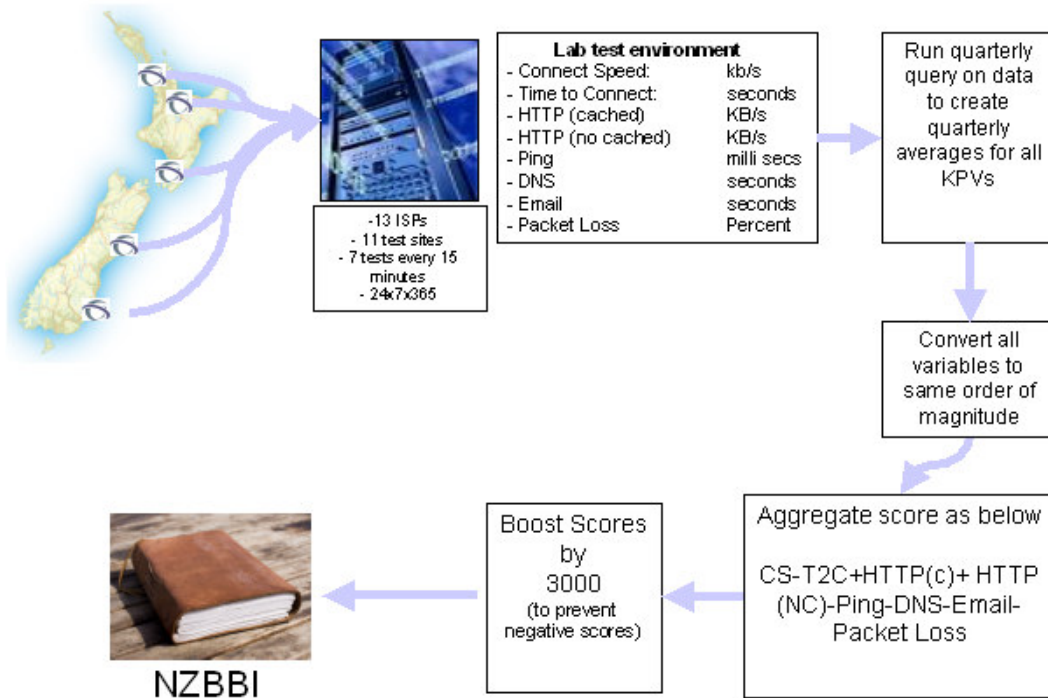 -13 ISPs
- 11 test sites
- 7 tests every 15
minutes
- 24x7x365
Lab test environment
- Connect Speed: kb/s
- Time to Connect: seconds
- HTTP (cached) KB/s
- HTTP (no cached) KB/s
- Ping milli secs
- DNS seconds
- Email seconds
- Packet Loss Percent
Run quarterly
query on data
to create
quarterly
averages for all
KPVs
Convert all
variables to
same order of
magnitude
Aggregate score as below
CS-T2C+HTTP(c)+ HTTP
(NC)-Ping-DNS-Email-
Packet Loss
Boost Scores
by
3000
(to prevent
negative scores)
NZBBI